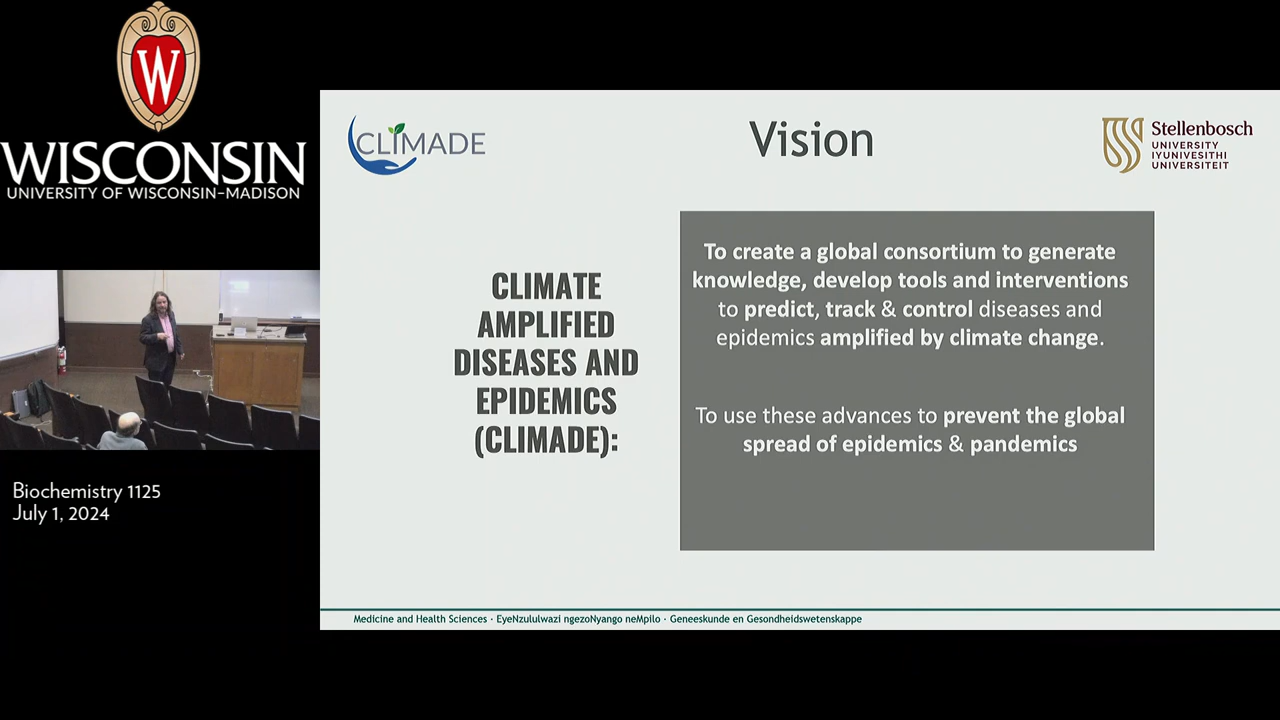 W
WISCONSIN
UNIVERSITY OF WISCONSIN-MADISON
Biochemistry 1125
July 1, 2024
CLIMADE
Vision
Stellenbosch
UNIVERSITY
IYUNIVESITHI
UNIVERSITEIT
CLIMATE
AMPLIFIED
DISEASES AND
EPIDEMICS
(CLIMADE):
To create a global consortium to generate
knowledge, develop tools and interventions
to predict, track & control diseases and
epidemics amplified by climate change.
To use these advances to prevent the global
spread of epidemics & pandemics
Medicine and Health Sciences · EyeNzululwazi ngezoNyango neMpilo · Geneeskunde en Gesondheidswetenskappe